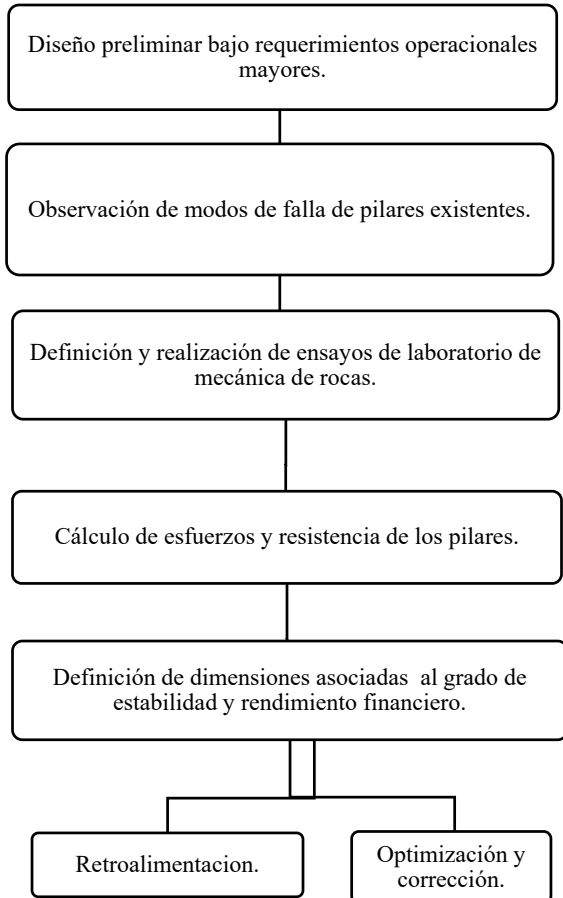 Diseño preliminar bajo requerimientos operacionales
mayores.
Observación de modos de falla de pilares existentes.
Definición y realización de ensayos de laboratorio de
mecánica de rocas.
Cálculo de esfuerzos y resistencia de los pilares.
Definición de dimensiones asociadas al grado de
estabilidad y rendimiento financiero.
Retroalimentacion.
Optimización y
corrección.